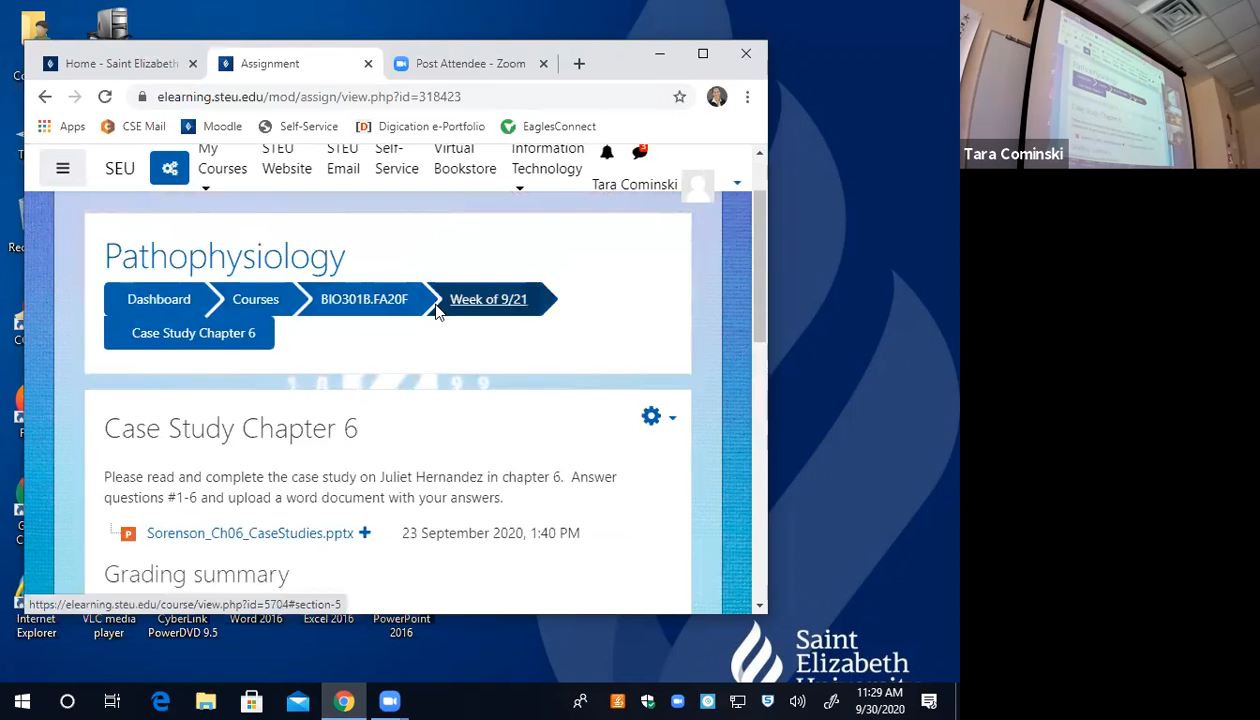 Home - Saint Elizabeth
Assignment
Post Attendee - Zoom
elearning.steu.edu/mod/assign/view.php?id=318423
Apps
CSE Mail
Moodle
Self-Service
Digication e-Portfolio
EaglesConnect
SEU
My
Courses
STEU
Website
STEU
Email
Self-
Service
Virtual
Bookstore
Information
Technology
3
Tara Cominski
Pathophysiology
Dashboard
Courses
BIO301B.FA20F
Week of 9/21
Case Study Chapter 6
Case Study Chapter 6
Please read and complete the case study on Juliet Hernandez in chapter 6. Answer
questions #1-6 and upload a word document with your answers.
Sorenson_Ch06_CaseStudies.pptx
23 September 2020, 1:40 PM
Grading summary
https://elearning.steu.edu/course/view.php?id=5704#section-5
Internet
Explorer
VLC media
player
CyberLink
PowerDVD 9.5
Word 2016
Excel 2016
PowerPoint
2016
Saint
Elizabeth
11:29 AM
9/30/2020
Tara Cominski
Pathophysiology